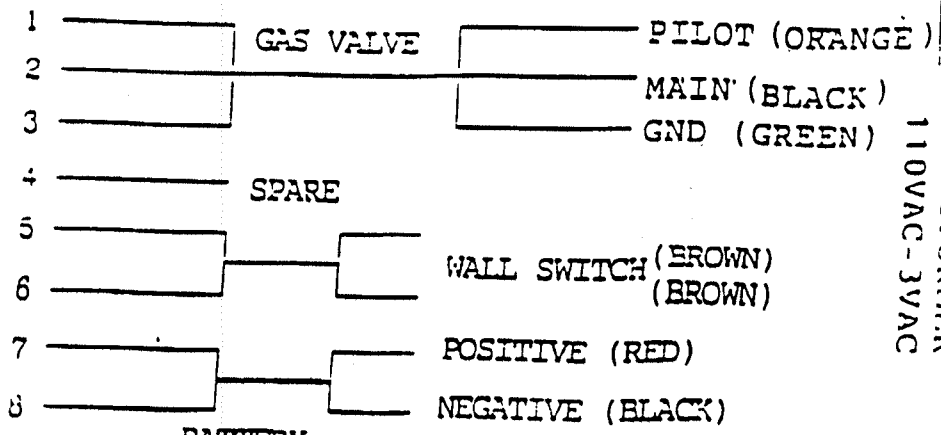 1
GAS VALVE
PILOT (ORANGE)
2
MAIN (BLACK)
3
GND (GREEN)
4
SPARE
5
WALL SWITCH (BROWN)
6
(BROWN)
7
POSITIVE (RED)
8
NEGATIVE (BLACK)
110VAC-3VAC